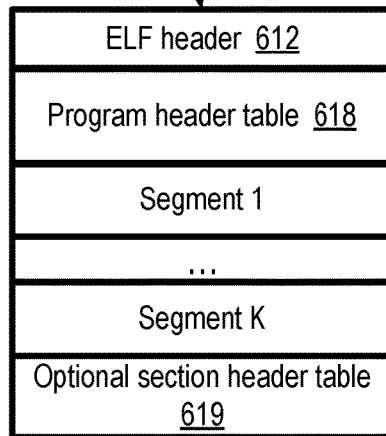 ELF header 612
Program header table 618
Segment 1
...
Segment K
Optional section header table
619